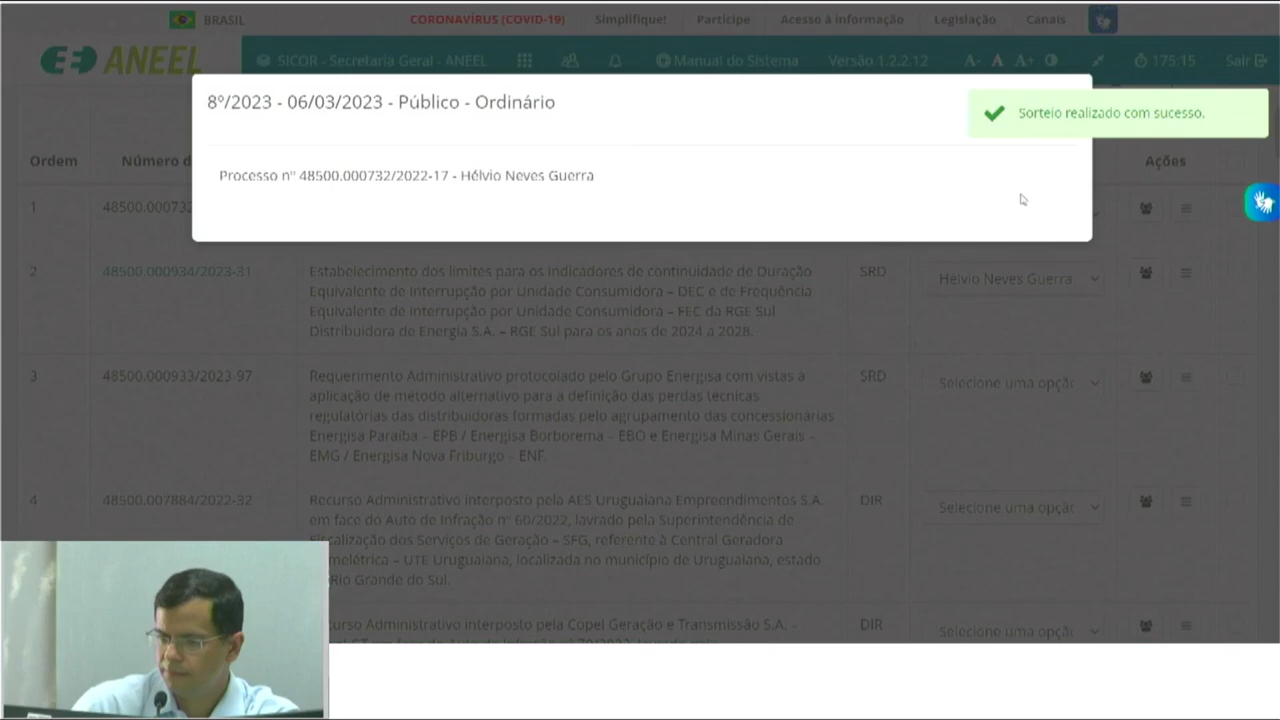 BRASIL CORONAVÍRUS (COVID-19) Simplifique! Participe Acesso à informação Legislação Canais
ANEEL SICOR - Secretaria Geral - ANEEL Manual do Sistema Versão 1.2.2.12 A- A A+ 175:15 Sair
8º/2023 - 06/03/2023 - Público - Ordinário
Sorteio realizado com sucesso.
Processo nº 48500.000732/2022-17 - Hélvio Neves Guerra
Ordem Número d Ações
1 48500.000732
2 48500.000934/2023-31 Estabelecimento dos limites para os indicadores de continuidade de Duração SRD Hélvio Neves Guerra
Equivalente de Interrupção por Unidade Consumidora – DEC e de Frequência
Equivalente de Interrupção por Unidade Consumidora – FEC da RGE Sul
Distribuidora de Energia S.A. – RGE Sul para os anos de 2024 a 2028.
3 48500.000933/2023-97 Requerimento Administrativo protocolado pelo Grupo Energisa com vistas à SRD Selecione uma opçã
aplicação de método alternativo para a definição das perdas técnicas
regulatórias das distribuidoras formadas pelo agrupamento das concessionárias
Energisa Paraíba – EPB / Energisa Borborema – EBO e Energisa Minas Gerais –
EMG / Energisa Nova Friburgo – ENF.
4 48500.007884/2022-32 Recurso Administrativo interposto pela AES Uruguaiana Empreendimentos S.A. DIR Selecione uma opçã
em face do Auto de Infração nº 60/2022, lavrado pela Superintendência de
Fiscalização dos Serviços de Geração – SFG, referente à Central Geradora
melétrica – UTE Uruguaiana, localizada no município de Uruguaiana, estado
Rio Grande do Sul.
curso Administrativo interposto pela Copel Geração e Transmissão S.A. - DIR Selecione uma opçã